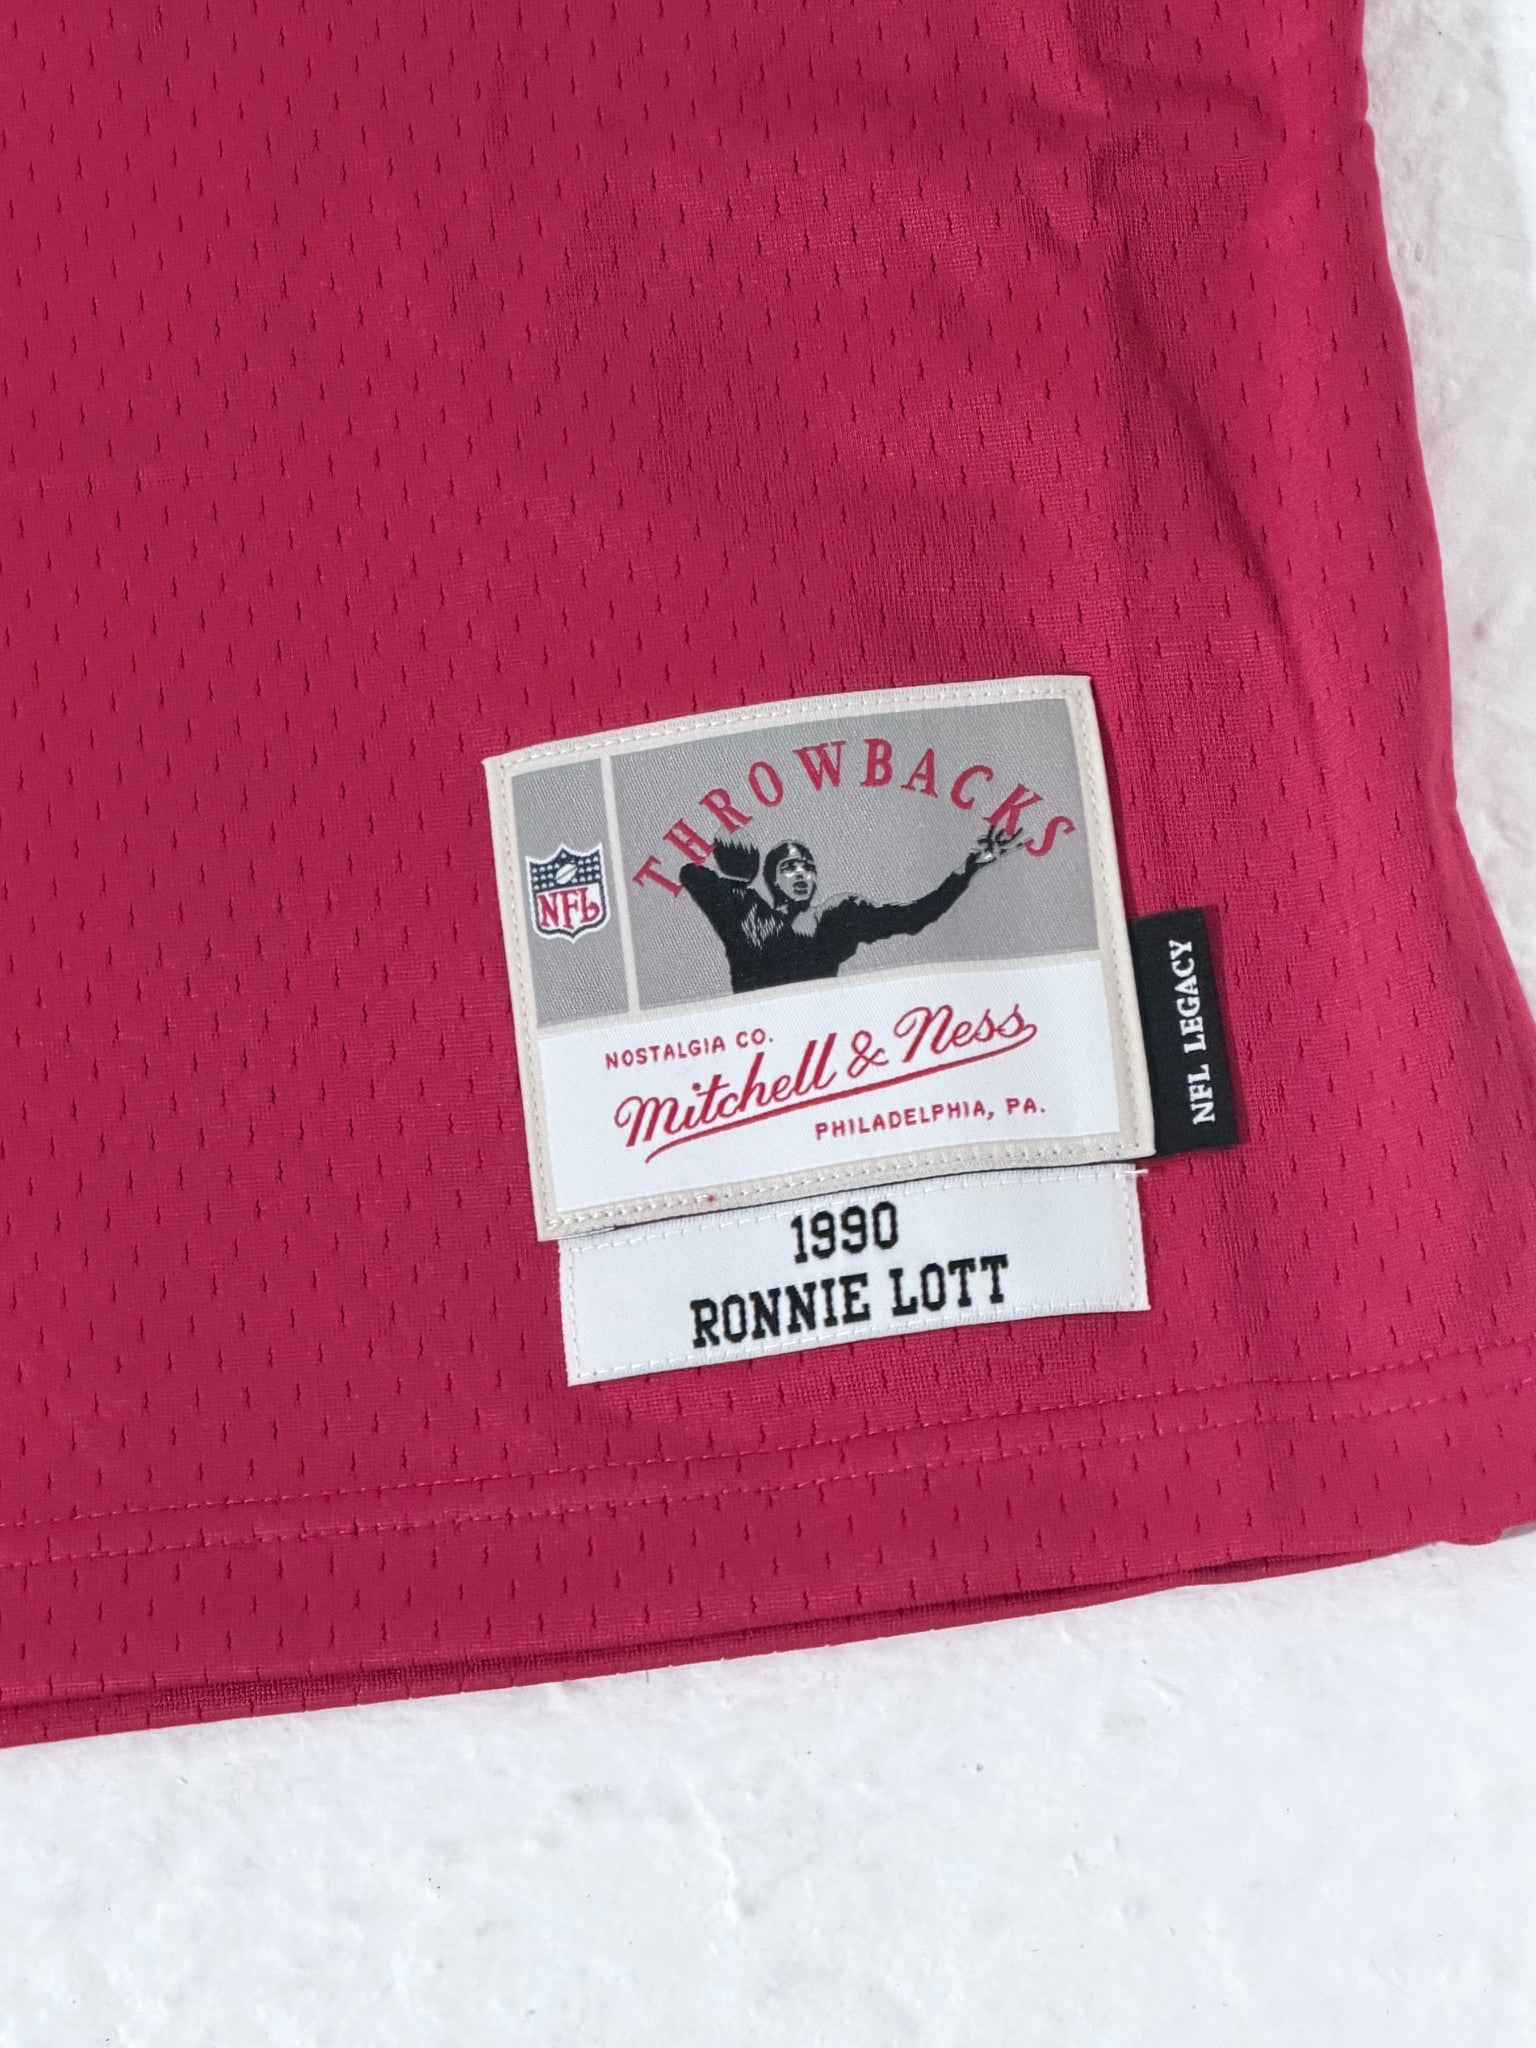 THROWBACKS
NFL
NOSTALGIA CO.
Mitchell & Ness
PHILADELPHIA, PA.
NFL LEGACY
1990
RONNIE LOTT